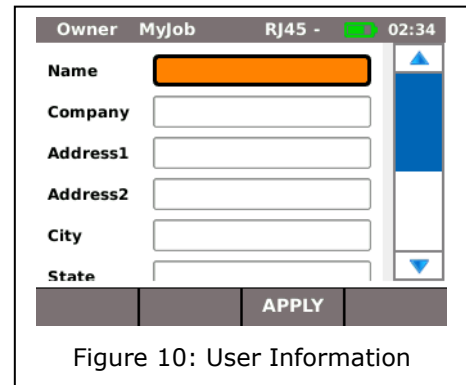 Owner MyJob RJ45 - 02:34
Name
Company
Address1
Address2
City
State
APPLY
Figure 10: User Information